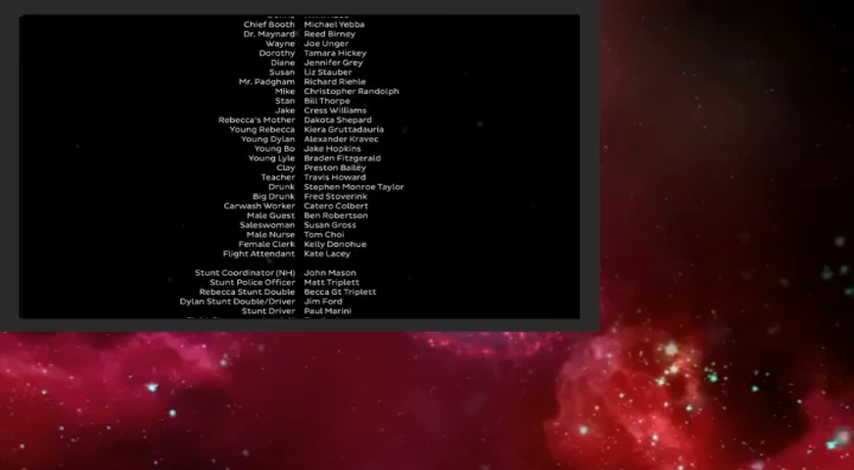 Chief Booth Michael Yebba
Dr. Maynard Reed Birney
Wayne Joe Unger
Dorothy Tamara Hickey
Diane Jennifer Grey
Susan Liz Stauber
Mr. Padgham Richard Riehle
Mike Christopher Randolph
Stan Bill Thorpe
Jake Cress Williams
Rebecca's Mother Dakota Shepard
Young Rebecca Kiera Gruttadauria
Young Dylan Alexander Kravec
Young Bo Jake Hopkins
Young Lyle Braden Fitzgerald
Clay Preston Bailey
Teacher Travis Howard
Drunk Stephen Monroe Taylor
Big Drunk Fred Stoverink
Carwash Worker Catero Colbert
Male Guest Ben Robertson
Saleswoman Susan Gross
Male Nurse Tom Choi
Female Clerk Kelly Donohue
Flight Attendant Kate Lacey
Stunt Coordinator (NH) John Mason
Stunt Police Officer Matt Triplett
Rebecca Stunt Double Becca Gt Triplett
Dylan Stunt Double/Driver Jim Ford
Stunt Driver Paul Marini